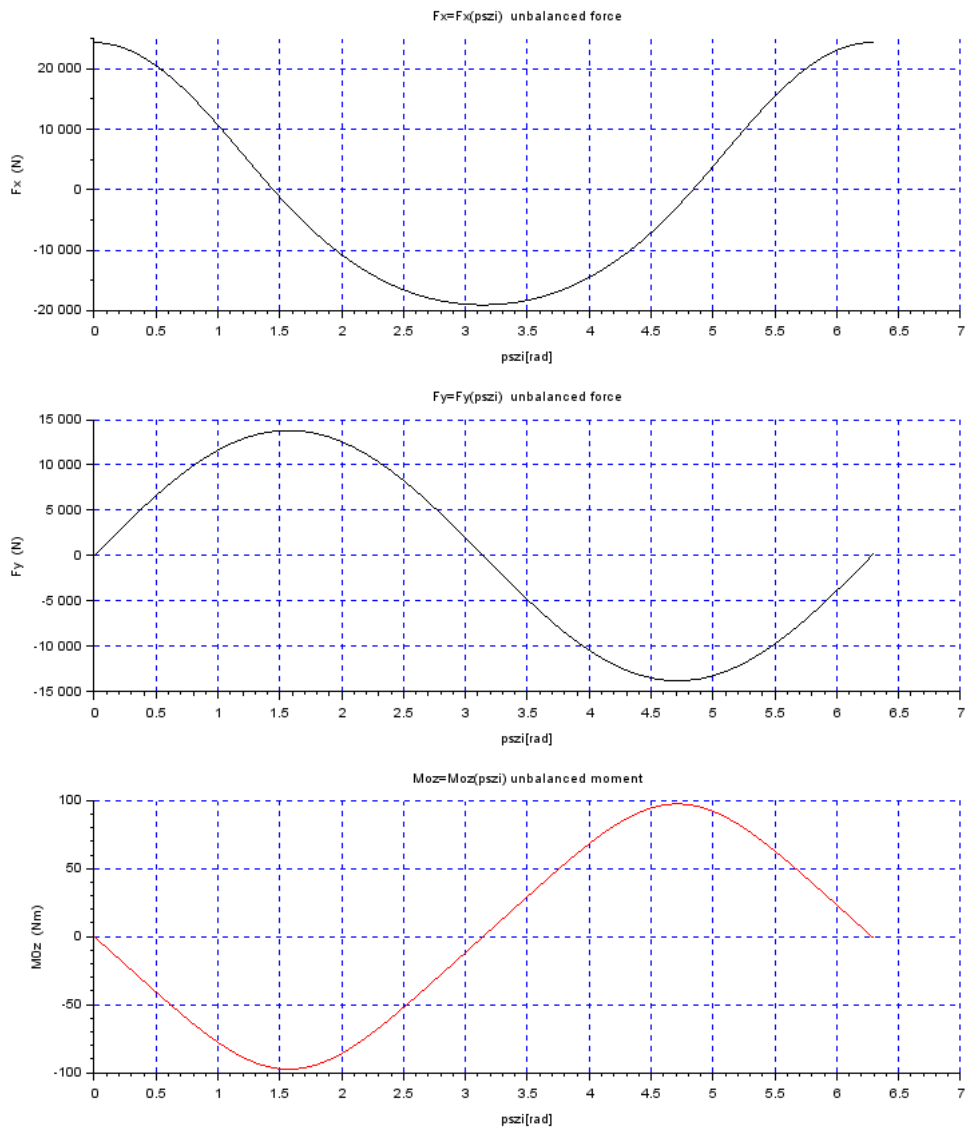 Fx=Fx(pszi) unbalanced force
20 000
10 000
0
-10 000
-20 000
Fx (N)
0 0.5 1 1.5 2 2.5 3 3.5 4 4.5 5 5.5 6 6.5 7
pszi[rad]
Fy=Fy(pszi) unbalanced force
15 000
10 000
5 000
0
-5 000
-10 000
-15 000
Fy (N)
0 0.5 1 1.5 2 2.5 3 3.5 4 4.5 5 5.5 6 6.5 7
pszi[rad]
Moz=Moz(pszi) unbalanced moment
100
50
0
-50
-100
M0z (Nm)
0 0.5 1 1.5 2 2.5 3 3.5 4 4.5 5 5.5 6 6.5 7
pszi[rad]